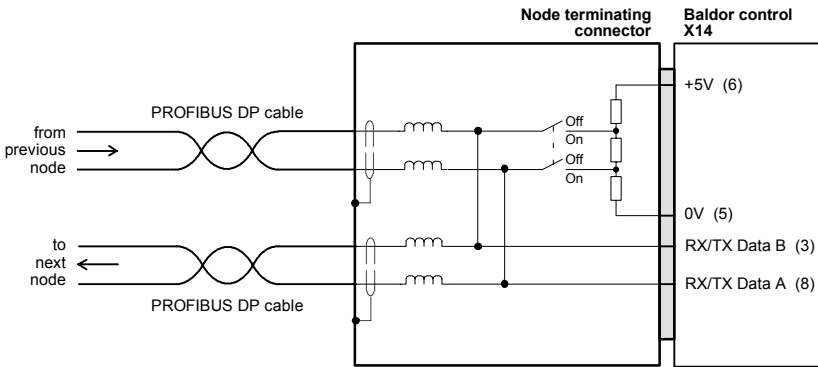 Node terminating
connector
Baldor control
X14
+5V (6)
PROFIBUS DP cable
Off
On
Off
On
from
previous
node
0V (5)
to
next
node
RX/TX Data B (3)
RX/TX Data A (8)
PROFIBUS DP cable